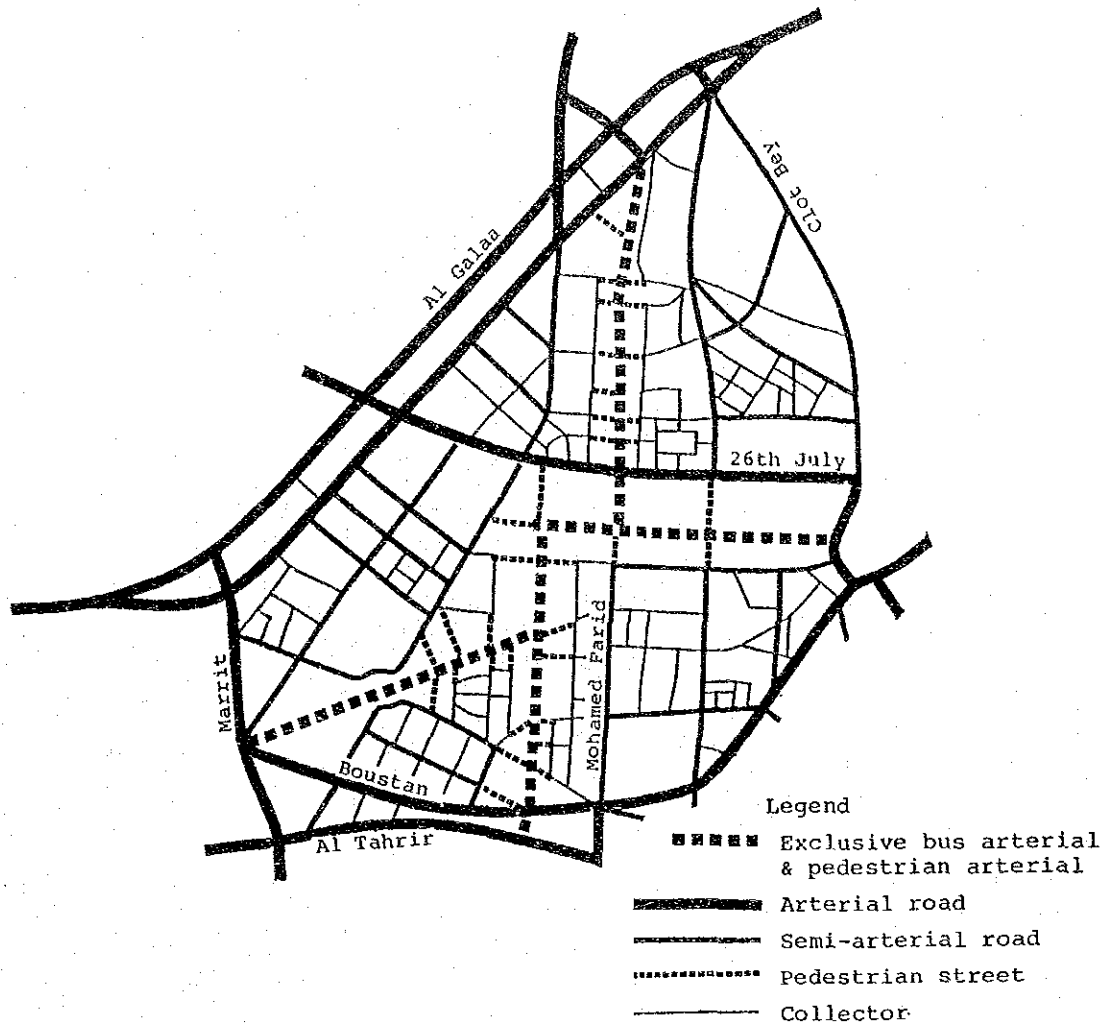 Clot Bey
Al Galaa
26th July
Mohamed Farid
Marrit
Boustan
Al Tahrir
Legend
Exclusive bus arterial
& pedestrian arterial
Arterial road
Semi-arterial road
Pedestrian street
Collector